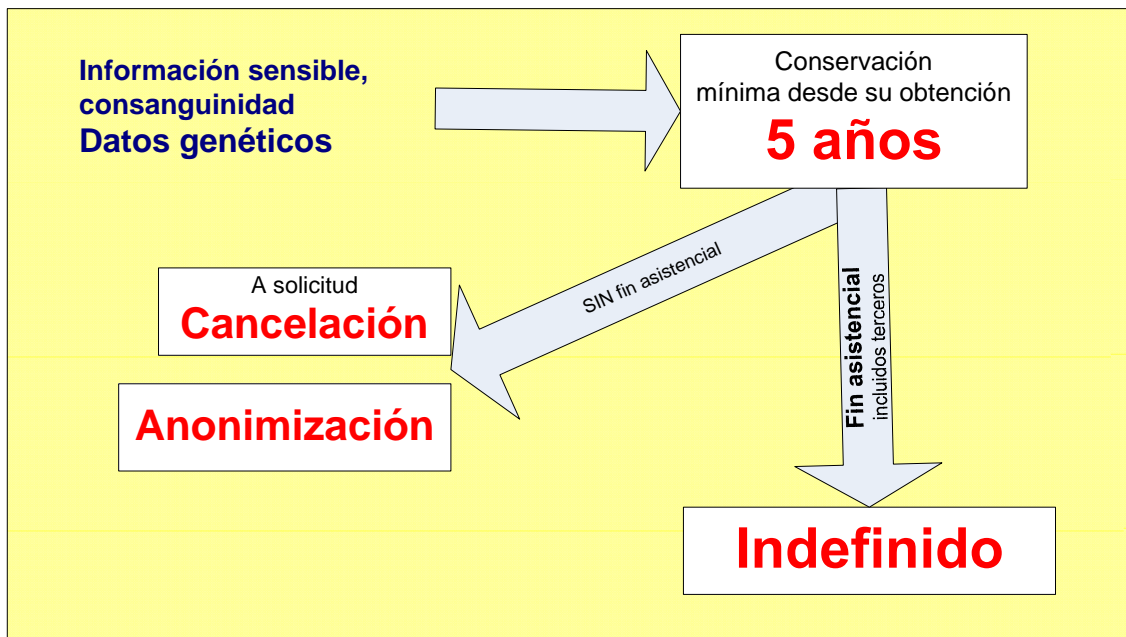 Información sensible,
consanguinidad
Datos genéticos
Conservación
mínima desde su obtención
5 años
SIN fin asistencial
Fin asistencial
incluidos terceros
A solicitud
Cancelación
Anonimización
Indefinido